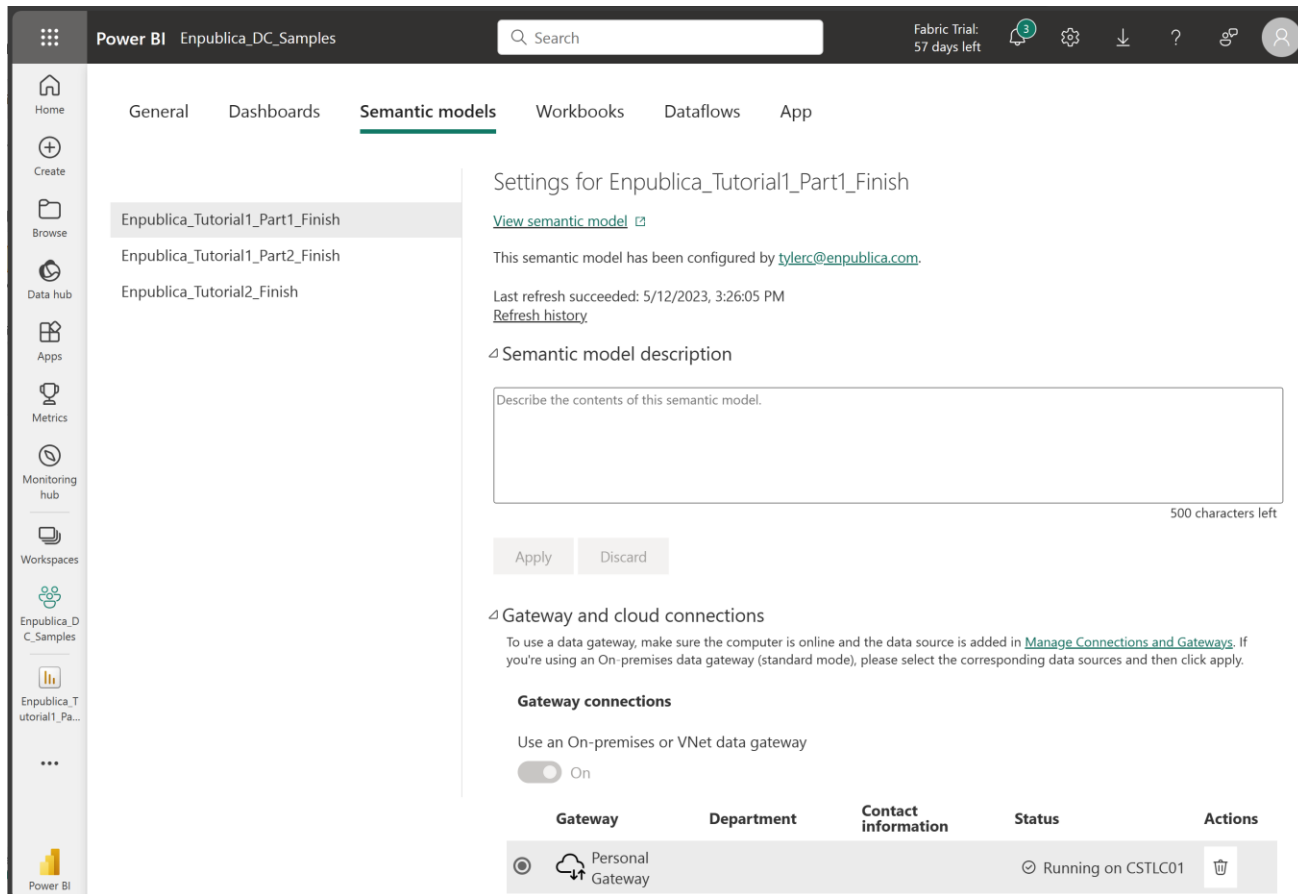 Power BI Enpublica_DC_Samples
Search
Fabric Trial:
57 days left
3
Home
Create
Browse
Data hub
Apps
Metrics
Monitoring
hub
Workspaces
Enpublica_D
C_Samples
Enpublica_T
utorial1_Pa...
Power BI
General Dashboards Semantic models Workbooks Dataflows App
Enpublica_Tutorial1_Part1_Finish
Enpublica_Tutorial1_Part2_Finish
Enpublica_Tutorial2_Finish
Settings for Enpublica_Tutorial1_Part1_Finish
View semantic model
This semantic model has been configured by tylerc@enpublica.com.
Last refresh succeeded: 5/12/2023, 3:26:05 PM
Refresh history
Semantic model description
Describe the contents of this semantic model.
500 characters left
Apply Discard
Gateway and cloud connections
To use a data gateway, make sure the computer is online and the data source is added in Manage Connections and Gateways. If
you're using an On-premises data gateway (standard mode), please select the corresponding data sources and then click apply.
Gateway connections
Use an On-premises or VNet data gateway
On
Gateway Department Contact information Status Actions
Personal
Gateway
Running on CSTLC01